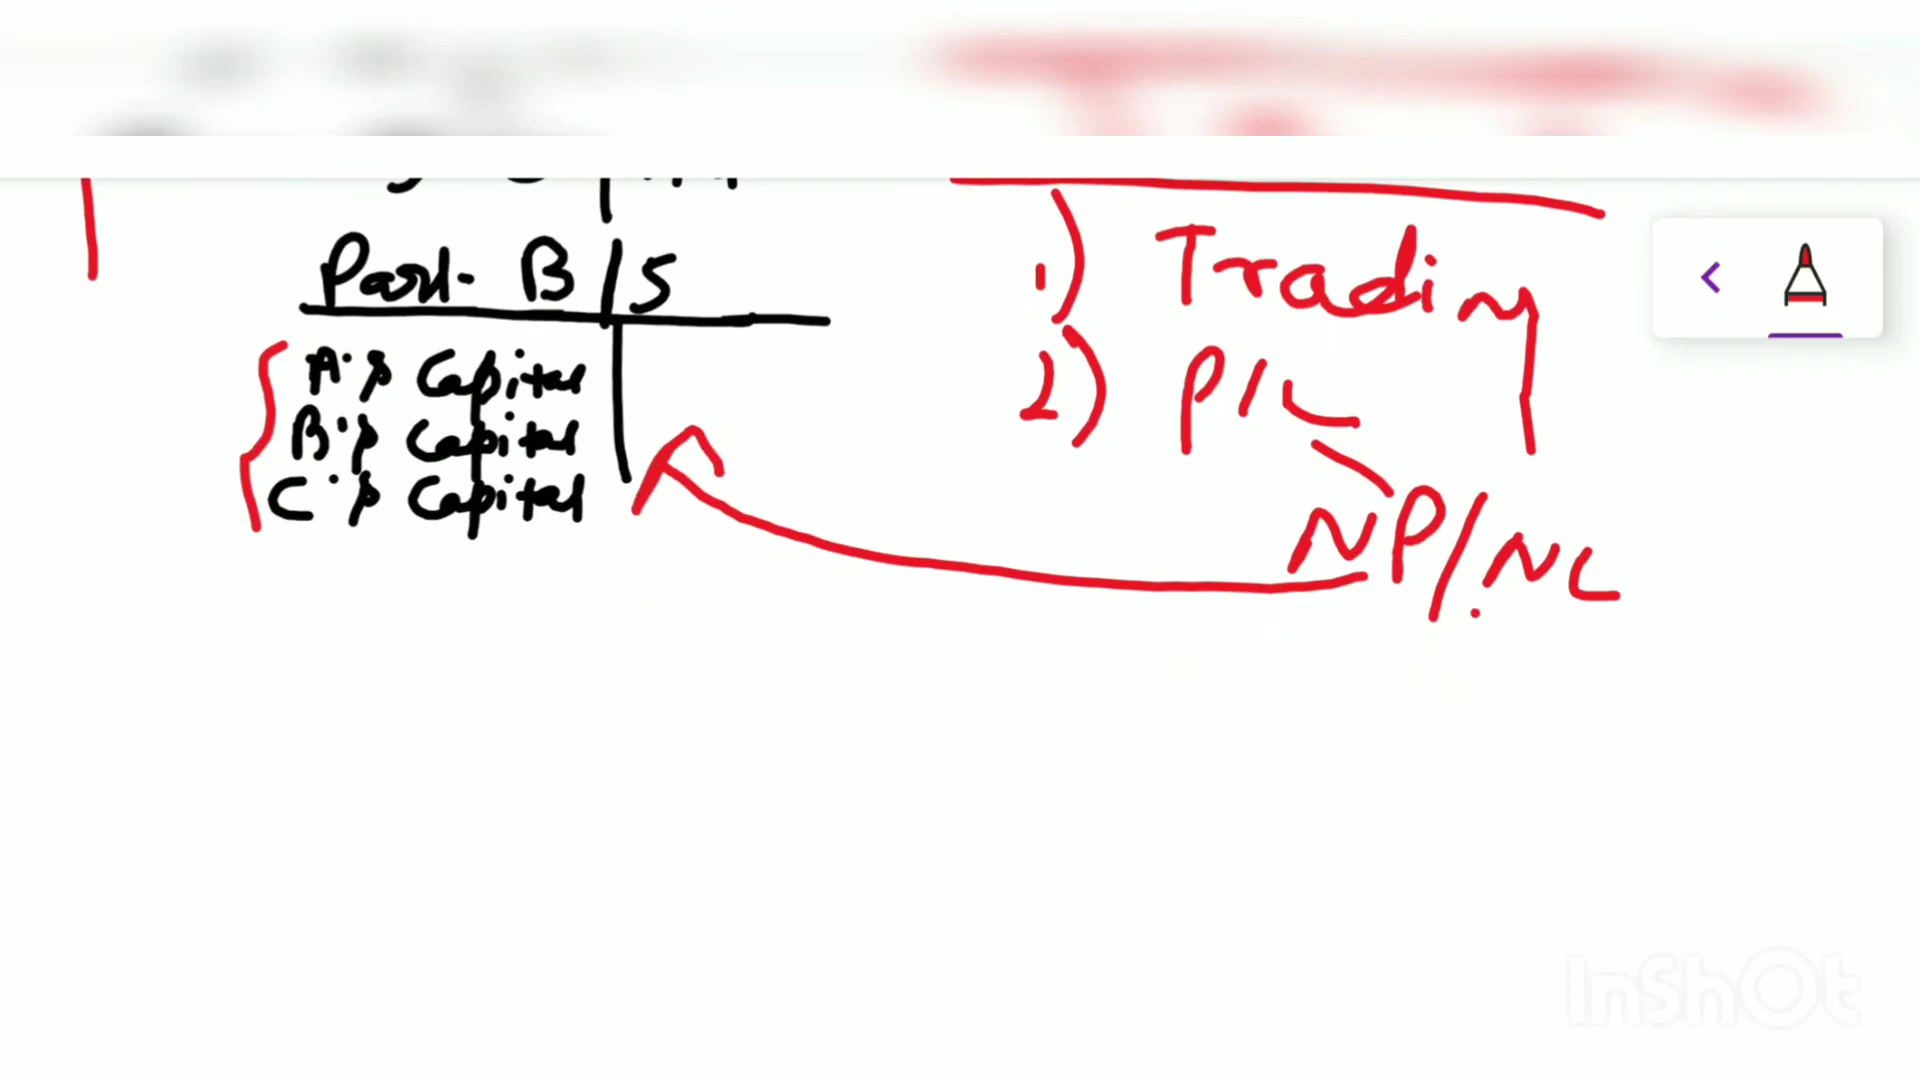 Part. B/S
A's Capital
B's Capital
C's Capital
1) Trading
2) P/L
NP/NL
InShOt